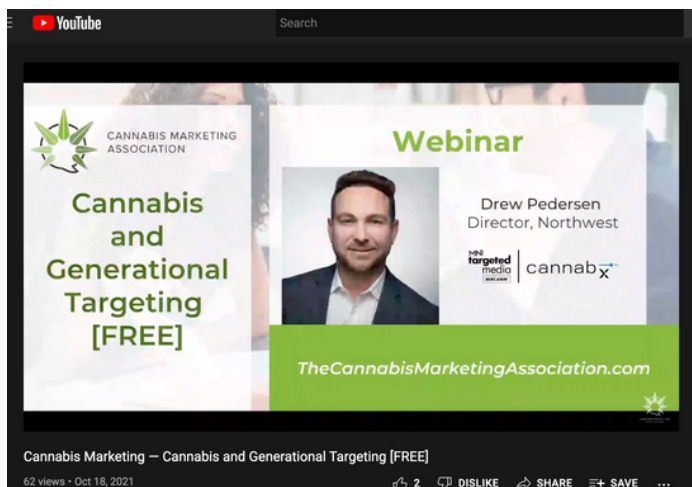 YouTube
Search
CANNABIS MARKETING
ASSOCIATION
Cannabis
and
Generational
Targeting
[FREE]
Webinar
Drew Pedersen
Director, Northwest
MNI
targeted
media
cannabx
TheCannabisMarketingAssociation.com
Cannabis Marketing — Cannabis and Generational Targeting [FREE]
62 views • Oct 18, 2021
2 DISLIKE SHARE SAVE ...